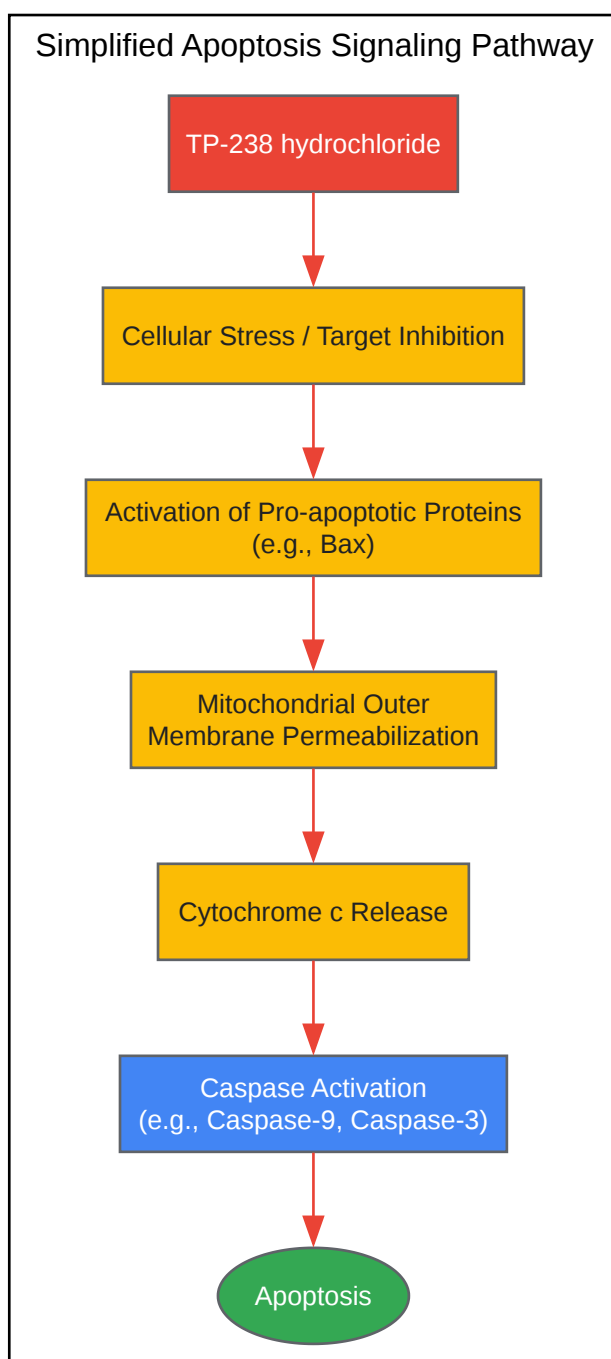 Simplified Apoptosis Signaling Pathway
TP-238 hydrochloride
Cellular Stress / Target Inhibition
Activation of Pro-apoptotic Proteins
(e.g., Bax)
Mitochondrial Outer
Membrane Permeabilization
Cytochrome c Release
Caspase Activation
(e.g., Caspase-9, Caspase-3)
Apoptosis